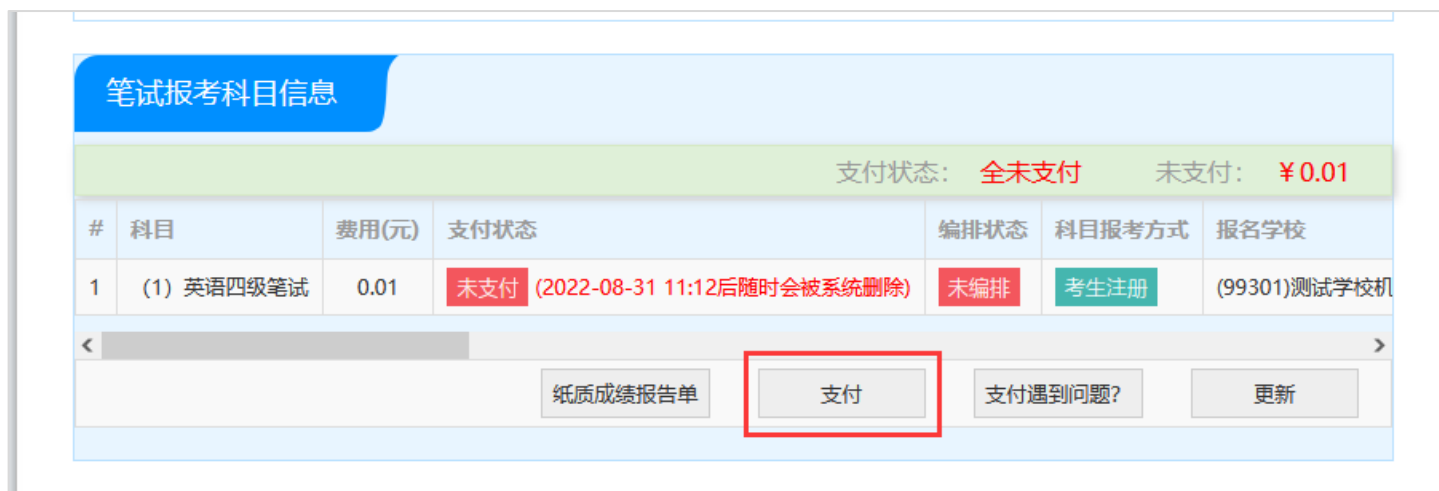 笔试报考科目信息
支付状态： 全未支付 未支付： ¥0.01
# 科目 费用(元) 支付状态 编排状态 科目报考方式 报名学校
1 （1）英语四级笔试 0.01 未支付 (2022-08-31 11:12后随时会被系统删除) 未编排 考生注册 (99301)测试学校机
纸质成绩报告单 支付 支付遇到问题? 更新